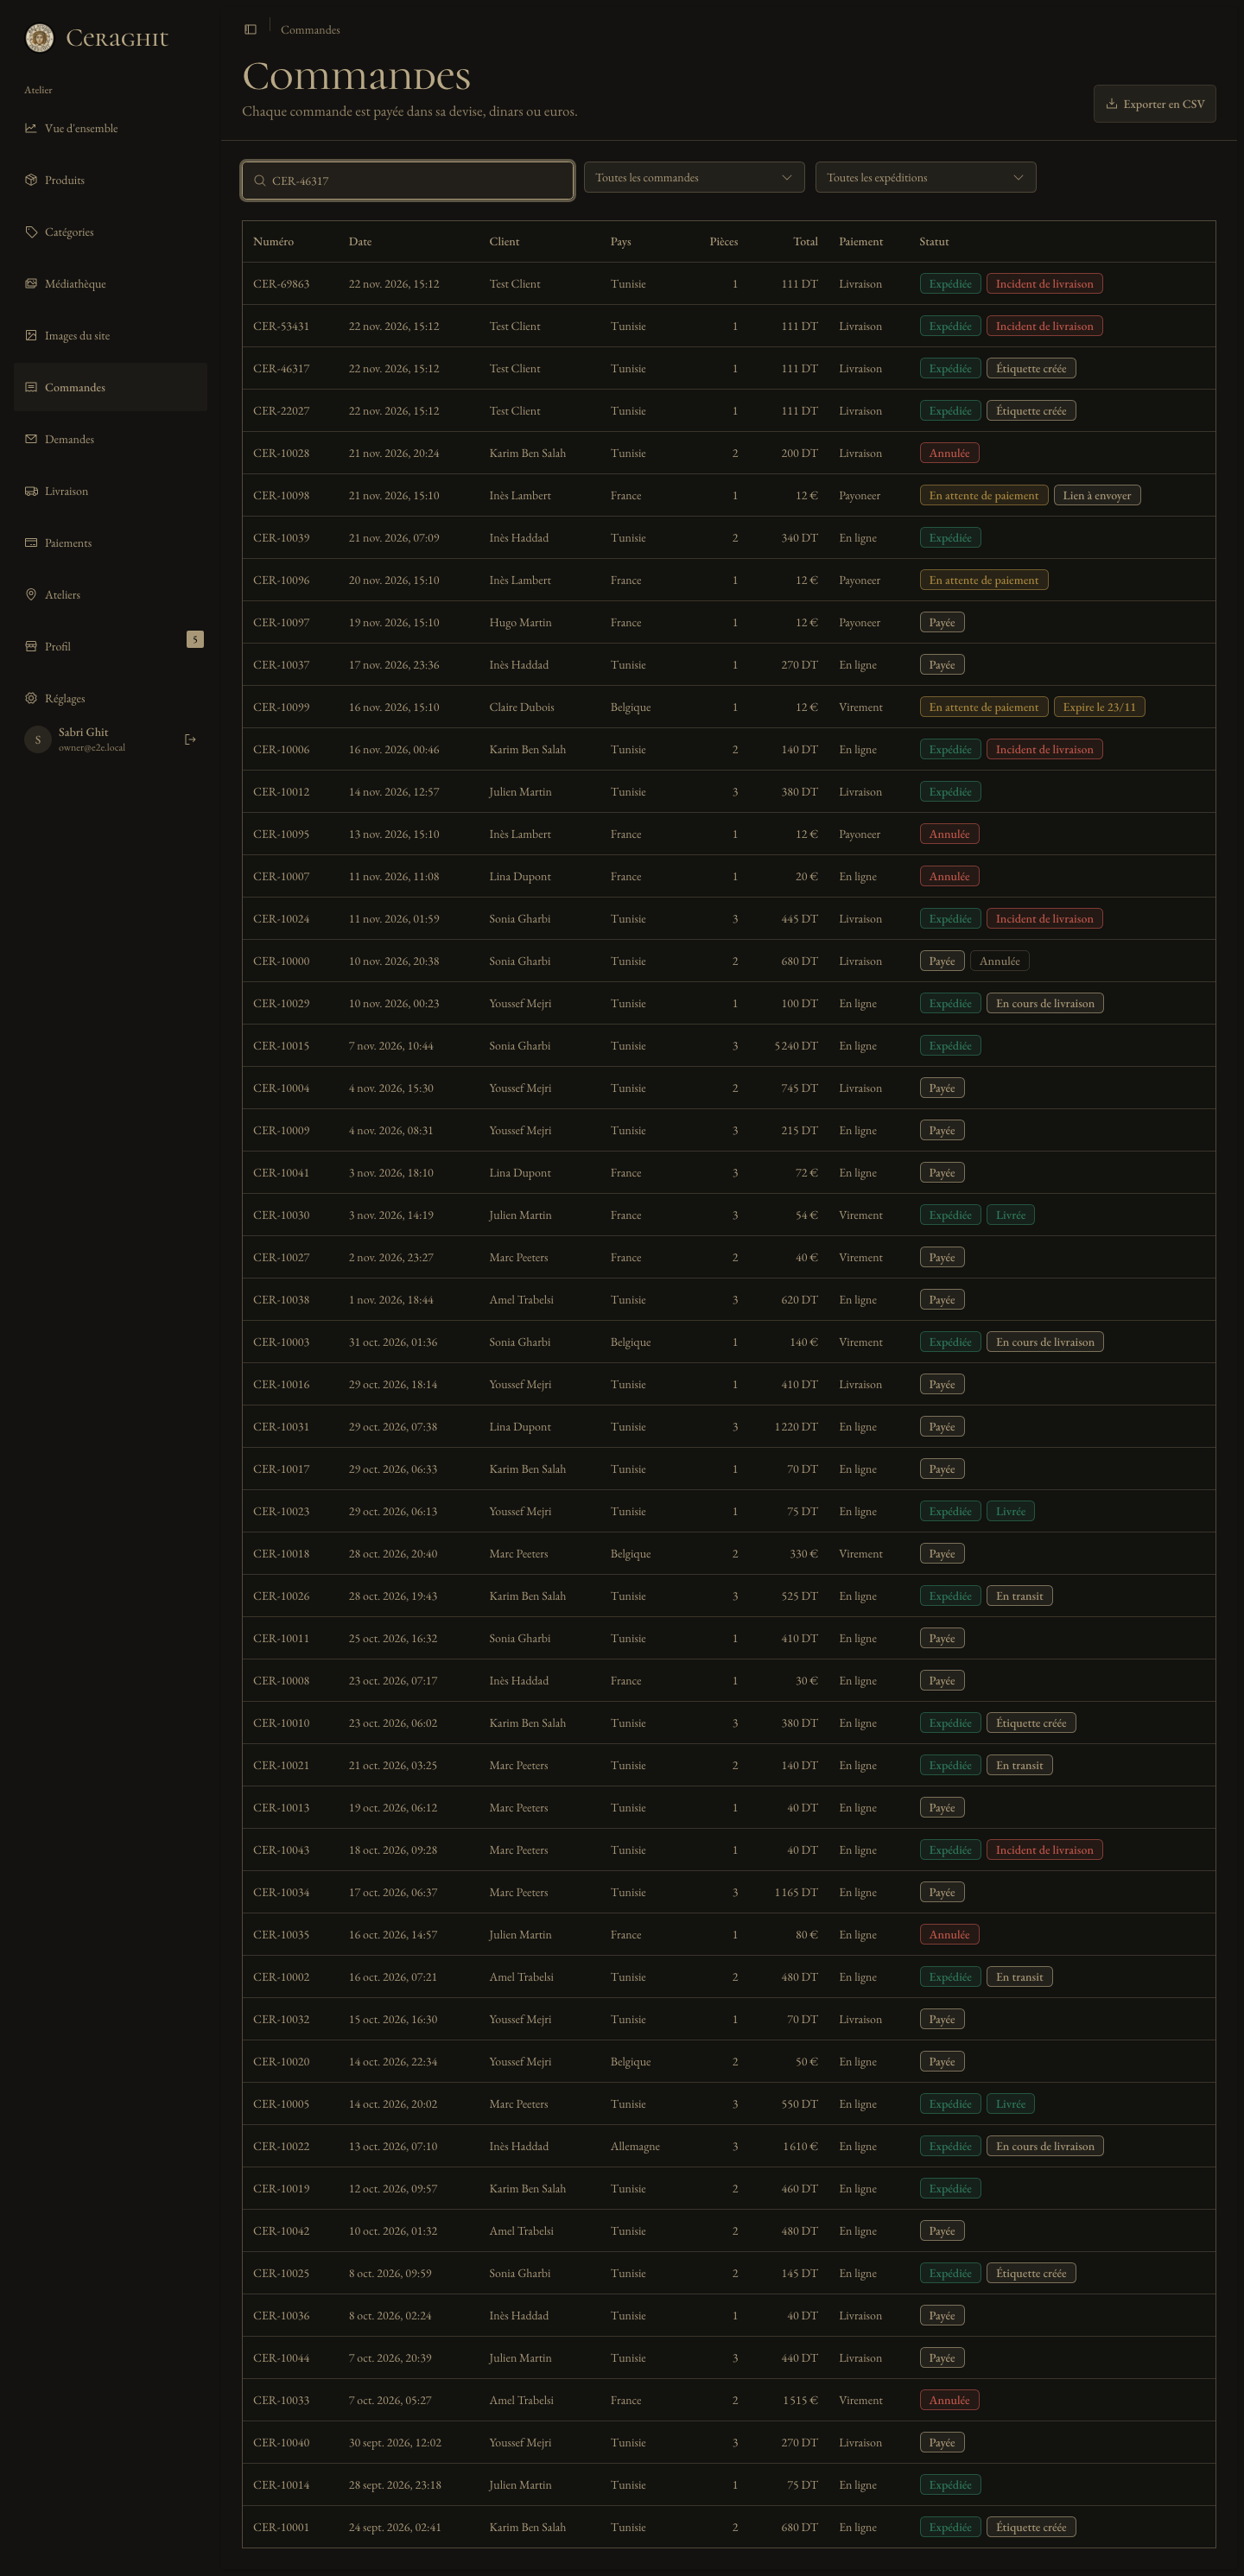 Ceraghit
Atelier
Vue d'ensemble
Produits
Catégories
Médiathèque
Images du site
Commandes
Demandes
Livraison
Paiements
Ateliers
Profil 5
Réglages
S Sabri Ghit
owner@e2e.local
Commandes
Commandes
Chaque commande est payée dans sa devise, dinars ou euros.
Exporter en CSV
CER-46317 Toutes les commandes Toutes les expéditions
Numéro Date Client Pays Pièces Total Paiement Statut
CER-69863 22 nov. 2026, 15:12 Test Client Tunisie 1 111 DT Livraison Expédiée Incident de livraison
CER-53431 22 nov. 2026, 15:12 Test Client Tunisie 1 111 DT Livraison Expédiée Incident de livraison
CER-46317 22 nov. 2026, 15:12 Test Client Tunisie 1 111 DT Livraison Expédiée Étiquette créée
CER-22027 22 nov. 2026, 15:12 Test Client Tunisie 1 111 DT Livraison Expédiée Étiquette créée
CER-10028 21 nov. 2026, 20:24 Karim Ben Salah Tunisie 2 200 DT Livraison Annulée
CER-10098 21 nov. 2026, 15:10 Inès Lambert France 1 12 € Payoneer En attente de paiement Lien à envoyer
CER-10039 21 nov. 2026, 07:09 Inès Haddad Tunisie 2 340 DT En ligne Expédiée
CER-10096 20 nov. 2026, 15:10 Inès Lambert France 1 12 € Payoneer En attente de paiement
CER-10097 19 nov. 2026, 15:10 Hugo Martin France 1 12 € Payoneer Payée
CER-10037 17 nov. 2026, 23:36 Inès Haddad Tunisie 1 270 DT En ligne Payée
CER-10099 16 nov. 2026, 15:10 Claire Dubois Belgique 1 12 € Virement En attente de paiement Expire le 23/11
CER-10006 16 nov. 2026, 00:46 Karim Ben Salah Tunisie 2 140 DT En ligne Expédiée Incident de livraison
CER-10012 14 nov. 2026, 12:57 Julien Martin Tunisie 3 380 DT Livraison Expédiée
CER-10095 13 nov. 2026, 15:10 Inès Lambert France 1 12 € Payoneer Annulée
CER-10007 11 nov. 2026, 11:08 Lina Dupont France 1 20 € En ligne Annulée
CER-10024 11 nov. 2026, 01:59 Sonia Gharbi Tunisie 3 445 DT Livraison Expédiée Incident de livraison
CER-10000 10 nov. 2026, 20:38 Sonia Gharbi Tunisie 2 680 DT Livraison Payée Annulée
CER-10029 10 nov. 2026, 00:23 Youssef Mejri Tunisie 1 100 DT En ligne Expédiée En cours de livraison
CER-10015 7 nov. 2026, 10:44 Sonia Gharbi Tunisie 3 5 240 DT En ligne Expédiée
CER-10004 4 nov. 2026, 15:30 Youssef Mejri Tunisie 2 745 DT Livraison Payée
CER-10009 4 nov. 2026, 08:31 Youssef Mejri Tunisie 3 215 DT En ligne Payée
CER-10041 3 nov. 2026, 18:10 Lina Dupont France 3 72 € En ligne Payée
CER-10030 3 nov. 2026, 14:19 Julien Martin France 3 54 € Virement Expédiée Livrée
CER-10027 2 nov. 2026, 23:27 Marc Peeters France 2 40 € Virement Payée
CER-10038 1 nov. 2026, 18:44 Amel Trabelsi Tunisie 3 620 DT En ligne Payée
CER-10003 31 oct. 2026, 01:36 Sonia Gharbi Belgique 1 140 € Virement Expédiée En cours de livraison
CER-10016 29 oct. 2026, 18:14 Youssef Mejri Tunisie 1 410 DT Livraison Payée
CER-10031 29 oct. 2026, 07:38 Lina Dupont Tunisie 3 1 220 DT En ligne Payée
CER-10017 29 oct. 2026, 06:33 Karim Ben Salah Tunisie 1 70 DT En ligne Payée
CER-10023 29 oct. 2026, 06:13 Youssef Mejri Tunisie 1 75 DT En ligne Expédiée Livrée
CER-10018 28 oct. 2026, 20:40 Marc Peeters Belgique 2 330 € Virement Payée
CER-10026 28 oct. 2026, 19:43 Karim Ben Salah Tunisie 3 525 DT En ligne Expédiée En transit
CER-10011 25 oct. 2026, 16:32 Sonia Gharbi Tunisie 1 410 DT En ligne Payée
CER-10008 23 oct. 2026, 07:17 Inès Haddad France 1 30 € En ligne Payée
CER-10010 23 oct. 2026, 06:02 Karim Ben Salah Tunisie 3 380 DT En ligne Expédiée Étiquette créée
CER-10021 21 oct. 2026, 03:25 Marc Peeters Tunisie 2 140 DT En ligne Expédiée En transit
CER-10013 19 oct. 2026, 06:12 Marc Peeters Tunisie 1 40 DT En ligne Payée
CER-10043 18 oct. 2026, 09:28 Marc Peeters Tunisie 1 40 DT En ligne Expédiée Incident de livraison
CER-10034 17 oct. 2026, 06:37 Marc Peeters Tunisie 3 1 165 DT En ligne Payée
CER-10035 16 oct. 2026, 14:57 Julien Martin France 1 80 € En ligne Annulée
CER-10002 16 oct. 2026, 07:21 Amel Trabelsi Tunisie 2 480 DT En ligne Expédiée En transit
CER-10032 15 oct. 2026, 16:30 Youssef Mejri Tunisie 1 70 DT Livraison Payée
CER-10020 14 oct. 2026, 22:34 Youssef Mejri Belgique 2 50 € En ligne Payée
CER-10005 14 oct. 2026, 20:02 Marc Peeters Tunisie 3 550 DT En ligne Expédiée Livrée
CER-10022 13 oct. 2026, 07:10 Inès Haddad Allemagne 3 1 610 € En ligne Expédiée En cours de livraison
CER-10019 12 oct. 2026, 09:57 Karim Ben Salah Tunisie 2 460 DT En ligne Expédiée
CER-10042 10 oct. 2026, 01:32 Amel Trabelsi Tunisie 2 480 DT En ligne Payée
CER-10025 8 oct. 2026, 09:59 Sonia Gharbi Tunisie 2 145 DT En ligne Expédiée Étiquette créée
CER-10036 8 oct. 2026, 02:24 Inès Haddad Tunisie 1 40 DT Livraison Payée
CER-10044 7 oct. 2026, 20:39 Julien Martin Tunisie 3 440 DT Livraison Payée
CER-10033 7 oct. 2026, 05:27 Amel Trabelsi France 2 1 515 € Virement Annulée
CER-10040 30 sept. 2026, 12:02 Youssef Mejri Tunisie 3 270 DT Livraison Payée
CER-10014 28 sept. 2026, 23:18 Julien Martin Tunisie 1 75 DT En ligne Expédiée
CER-10001 24 sept. 2026, 02:41 Karim Ben Salah Tunisie 2 680 DT En ligne Expédiée Étiquette créée